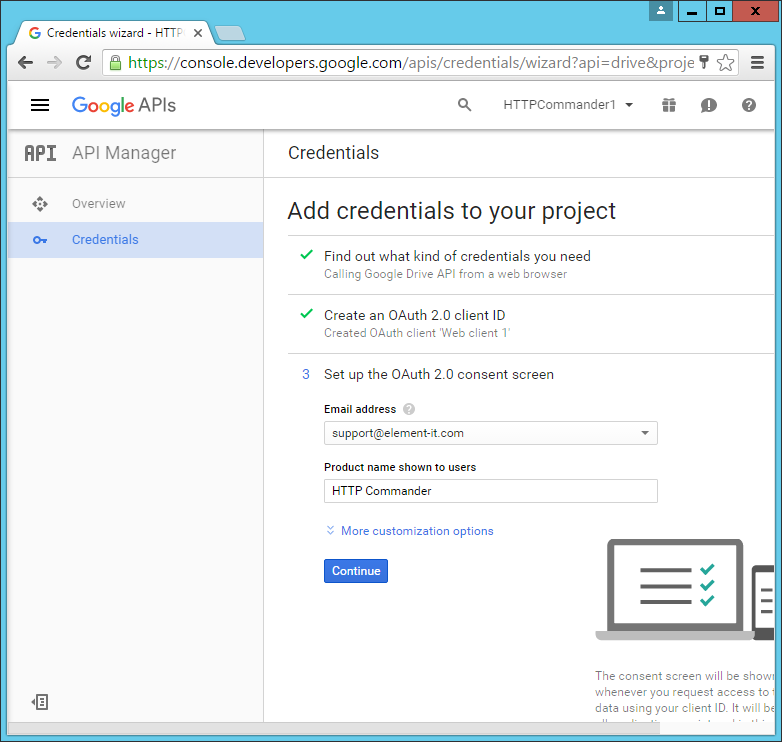 Credentials wizard - HTTP
https://console.developers.google.com/apis/credentials/wizard?api=drive&proje
Google APIs
HTTPCommander1
API
API Manager
Credentials
Overview
Credentials
Add credentials to your project
Find out what kind of credentials you need
Calling Google Drive API from a web browser
Create an OAuth 2.0 client ID
Created OAuth client 'Web client 1'
3 Set up the OAuth 2.0 consent screen
Email address
support@element-it.com
Product name shown to users
HTTP Commander
More customization options
Continue
The consent screen will be shown
whenever you request access to
data using your client ID. It will be